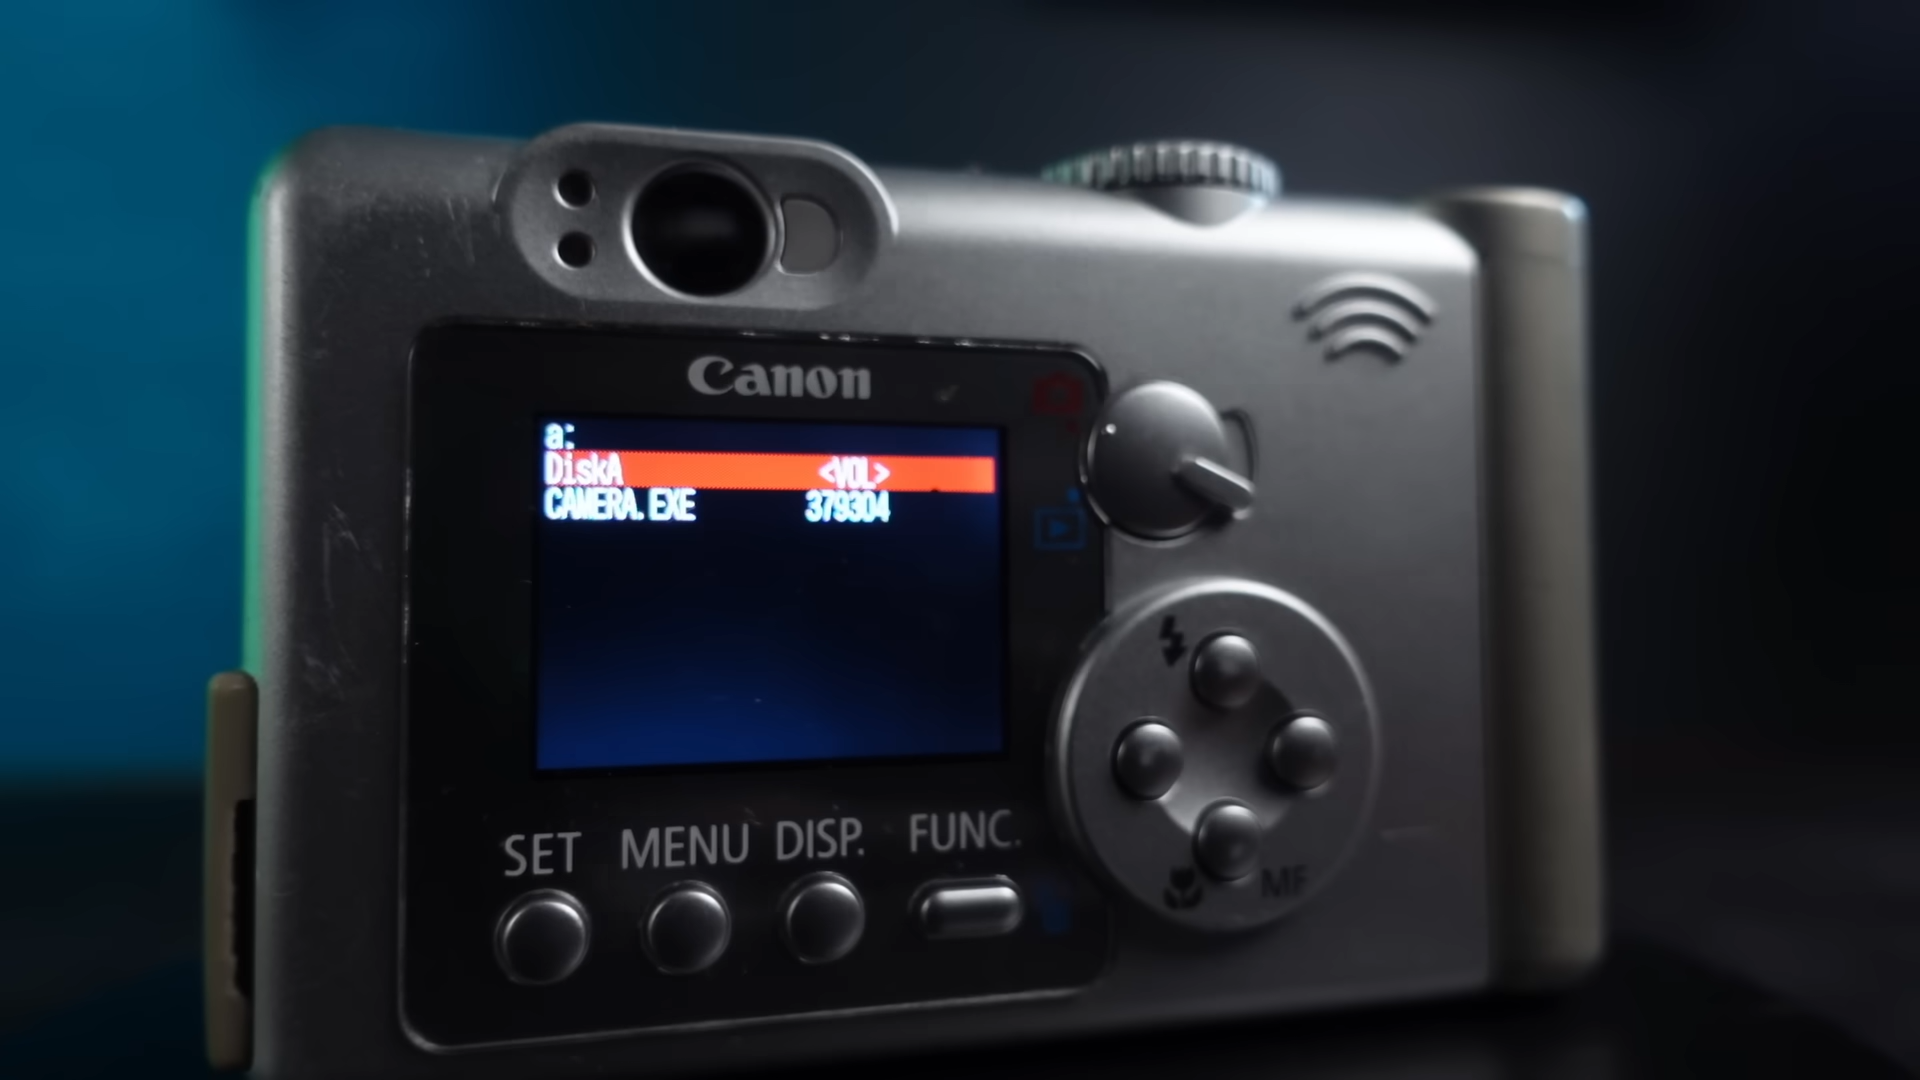 Canon
a:
DiskA <VOL>
CAMERA.EXE 379304
SET MENU DISP. FUNC.
MF